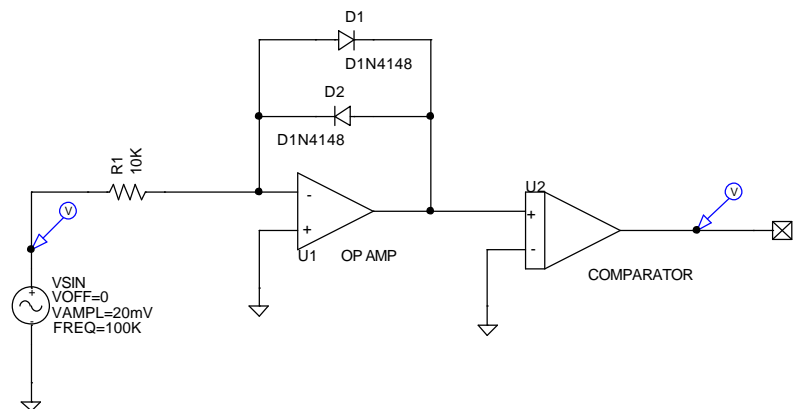 D1
D1N4148
D2
D1N4148
R1
10K
-
+
U1
OP AMP
U2
+
-
COMPARATOR
V
V
+
-
VSIN
VOFF=0
VAMPL=20mV
FREQ=100K